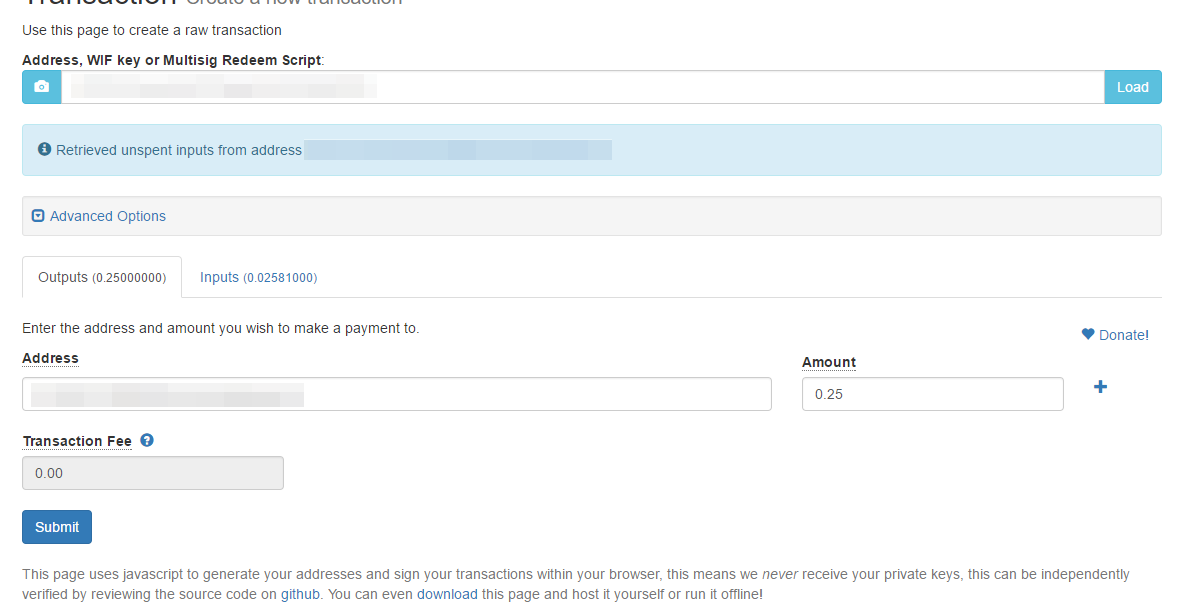 Transaction Create a new transaction
Use this page to create a raw transaction
Address, WIF key or Multisig Redeem Script:
Load
Retrieved unspent inputs from address
Advanced Options
Outputs (0.25000000) Inputs (0.02581000)
Enter the address and amount you wish to make a payment to.
Donate!
Address
Amount
0.25
Transaction Fee
0.00
Submit
This page uses javascript to generate your addresses and sign your transactions within your browser, this means we never receive your private keys, this can be independently
verified by reviewing the source code on github. You can even download this page and host it yourself or run it offline!